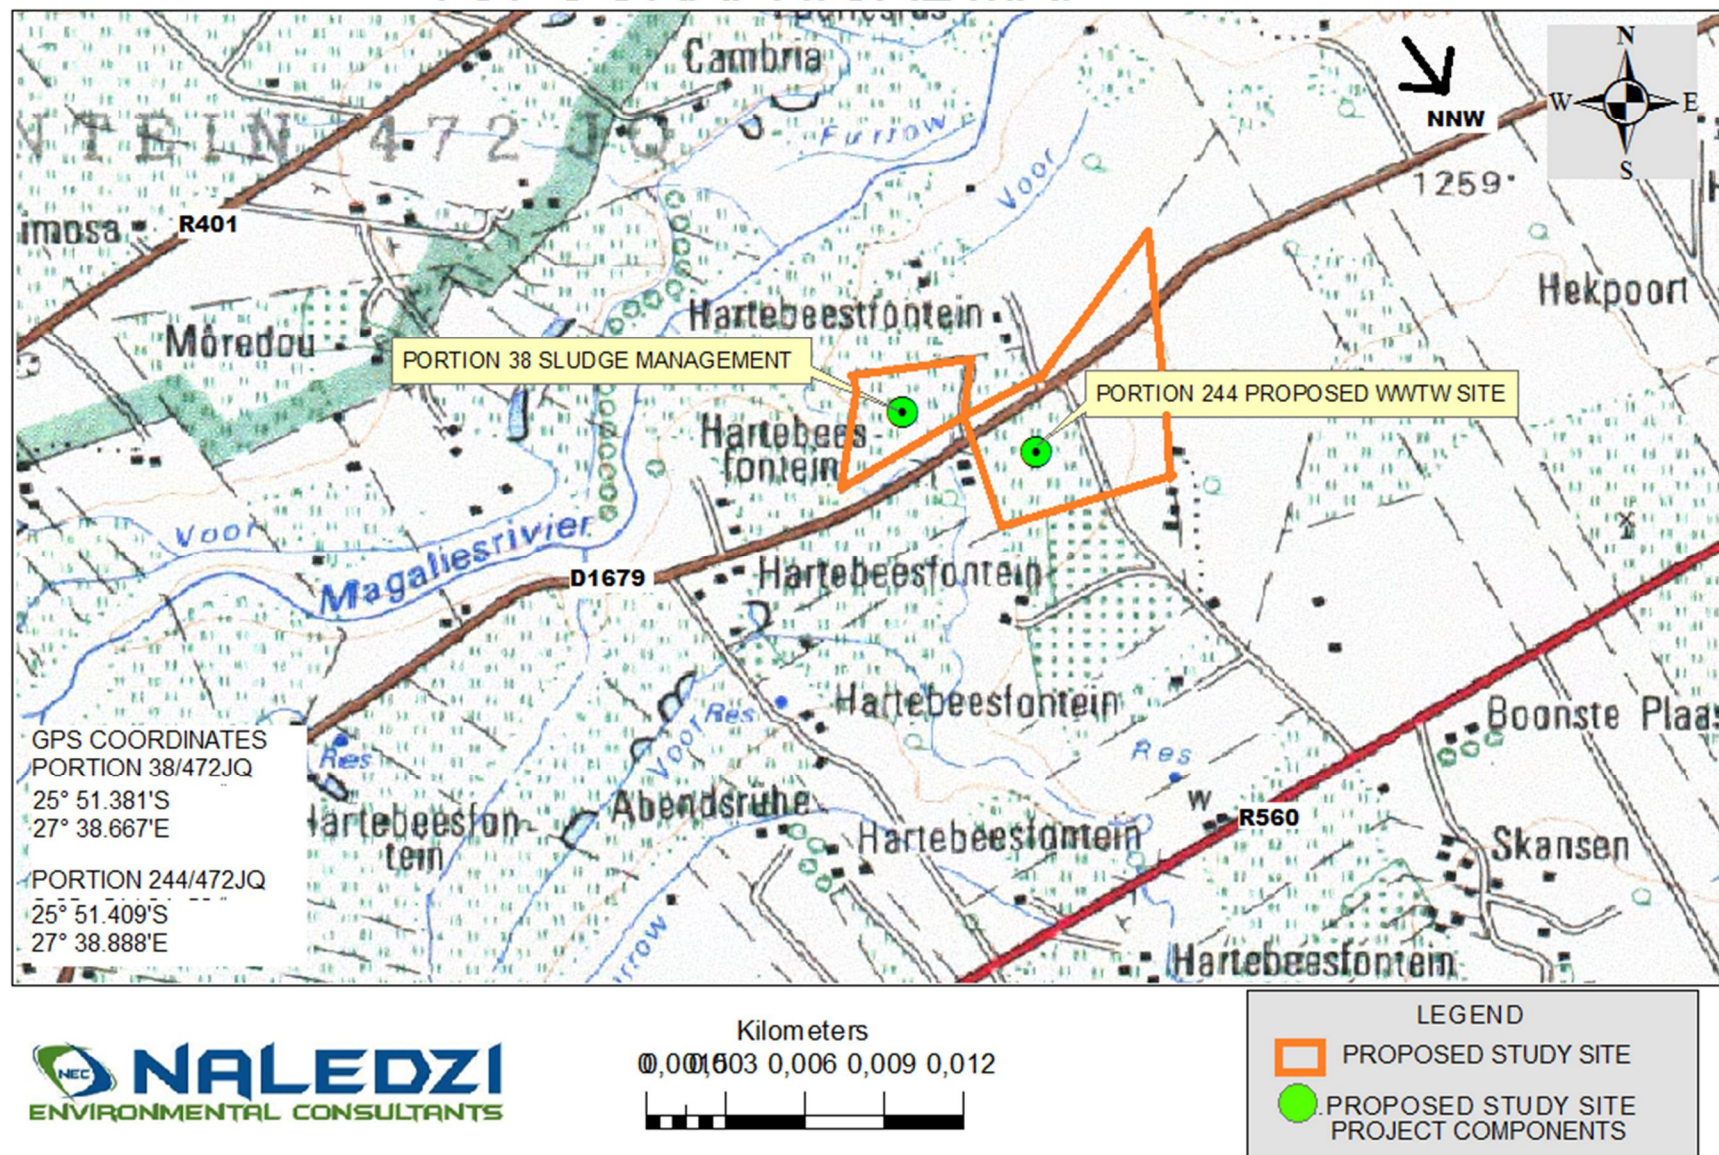 Cambria
N
W
E
S
NNW
NTEIN 472 JQ
Furrow
Voor
1259
R401
imosa
Hekpoort
Hartebeestfontein
Môredou
PORTION 38 SLUDGE MANAGEMENT
PORTION 244 PROPOSED WWTW SITE
Hartebees-
fontein
Voor
Magaliesrivier
D1679
Hartebeesfontein
Hartebeesfontein
Res
Voor
Res
Boonste Plaas
GPS COORDINATES
PORTION 38/472JQ
25° 51.381'S
27° 38.667'E
PORTION 244/472JQ
25° 51.409'S
27° 38.888'E
Res
Hartebeesfon-
tein
Abendsruhe
W
R560
Hartebeesfontein
Skansen
urrow
Hartebeesfontein
NEC
NALEDZI
ENVIRONMENTAL CONSULTANTS
Kilometers
0,006 0,009 0,012
LEGEND
PROPOSED STUDY SITE
.PROPOSED STUDY SITE
PROJECT COMPONENTS